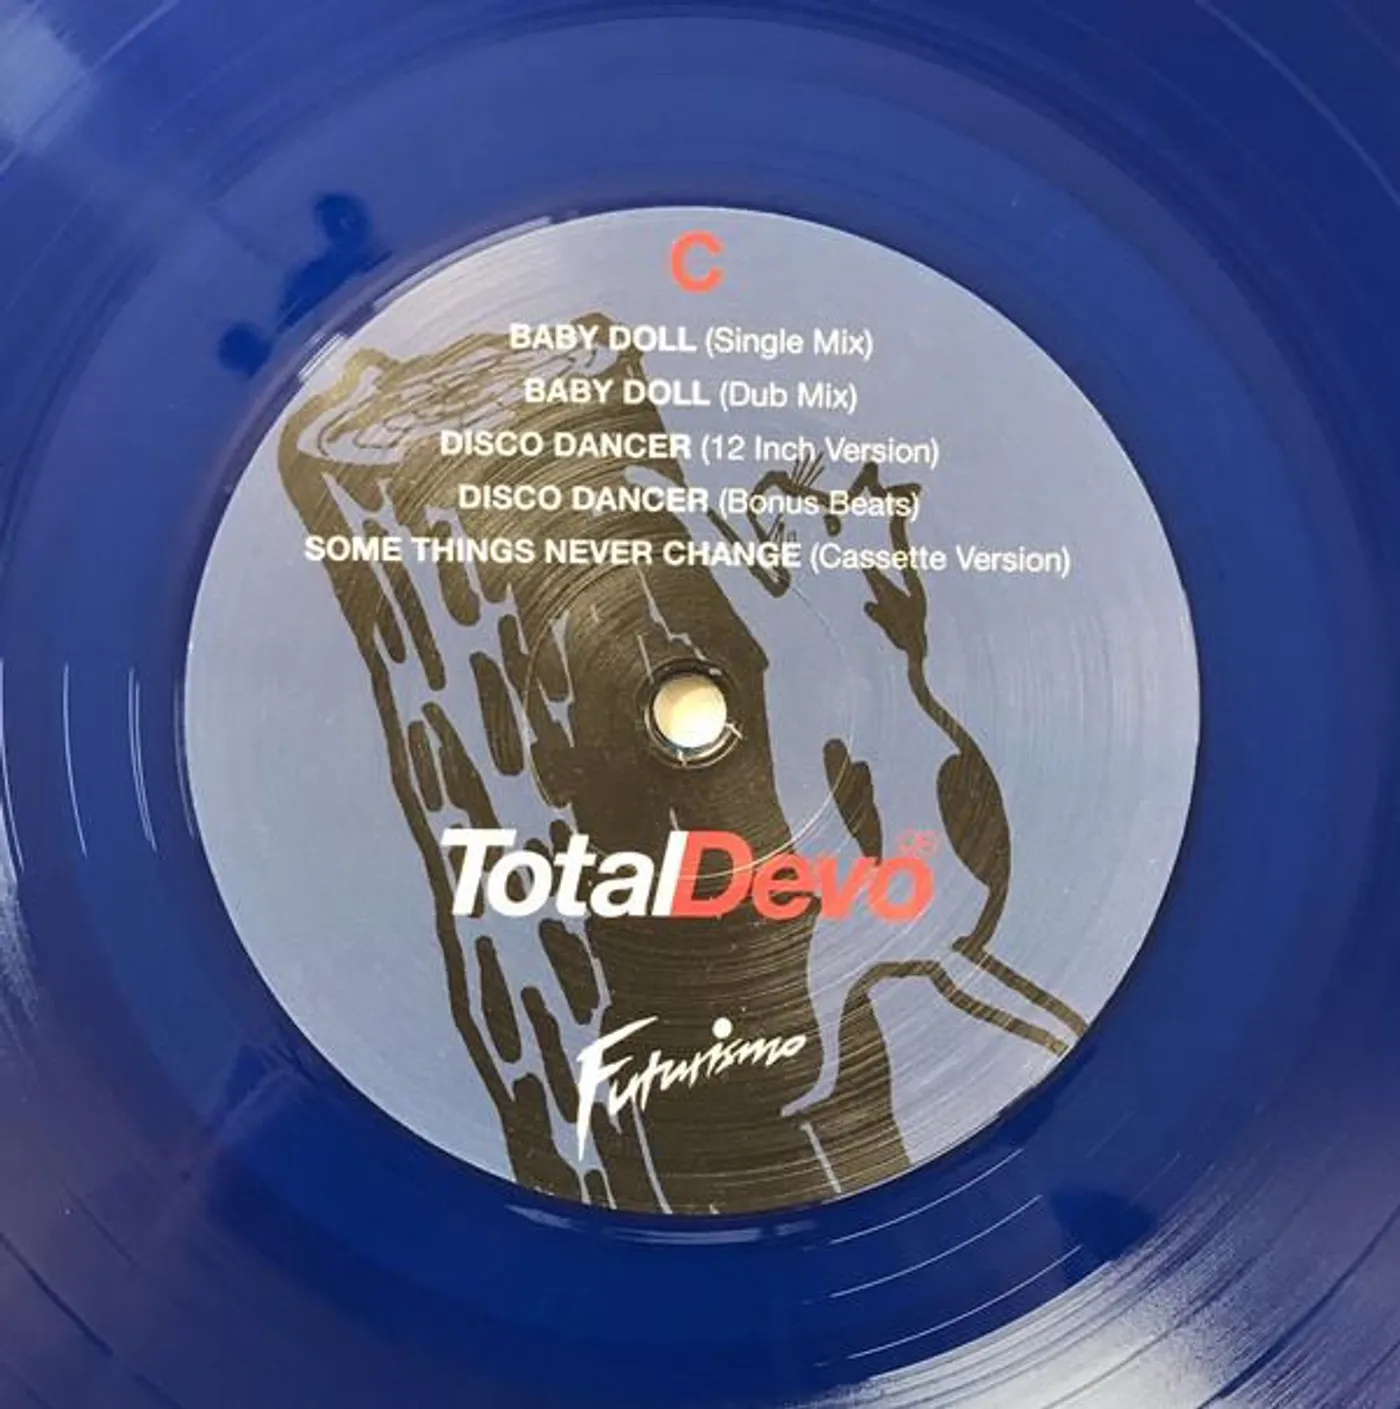 C
BABY DOLL (Single Mix)
BABY DOLL (Dub Mix)
DISCO DANCER (12 Inch Version)
DISCO DANCER (Bonus Beats)
SOME THINGS NEVER CHANGE (Cassette Version)
TotalDevo
Futurismo